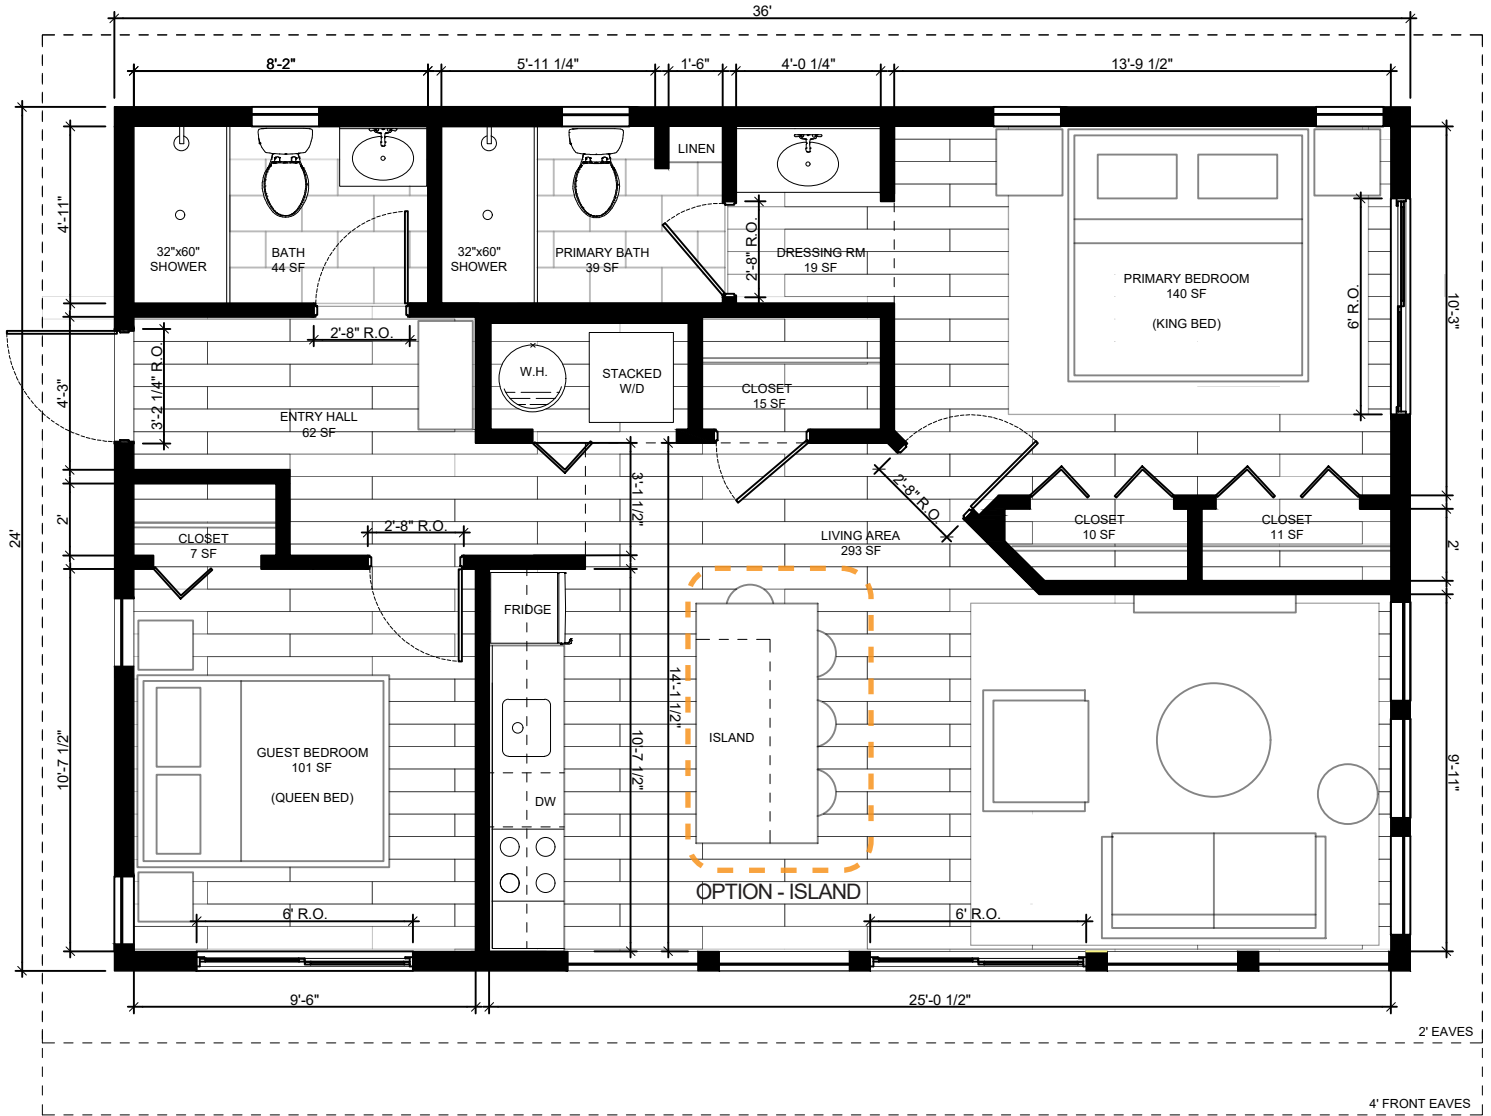 36'
8'-2"
5'-11 1/4"
1'-6"
4'-0 1/4"
13'-9 1/2"
LINEN
4'-11"
32"x60"
SHOWER
BATH
44 SF
32"x60"
SHOWER
PRIMARY BATH
39 SF
2'-8" R.O.
DRESSING RM
19 SF
PRIMARY BEDROOM
140 SF
(KING BED)
6' R.O.
10'-3"
2'-8" R.O.
3'-2 1/4" R.O.
4'-3"
W.H.
STACKED
W/D
CLOSET
15 SF
ENTRY HALL
62 SF
24'
2'
CLOSET
7 SF
2'-8" R.O.
3'-1 1/2"
2'-8" R.O.
LIVING AREA
293 SF
CLOSET
10 SF
CLOSET
11 SF
2'
FRIDGE
14'-1 1/2"
10'-7 1/2"
10'-7 1/2"
GUEST BEDROOM
101 SF
(QUEEN BED)
ISLAND
DW
9'-11"
OPTION - ISLAND
6' R.O.
6' R.O.
9'-6"
25'-0 1/2"
2' EAVES
4' FRONT EAVES